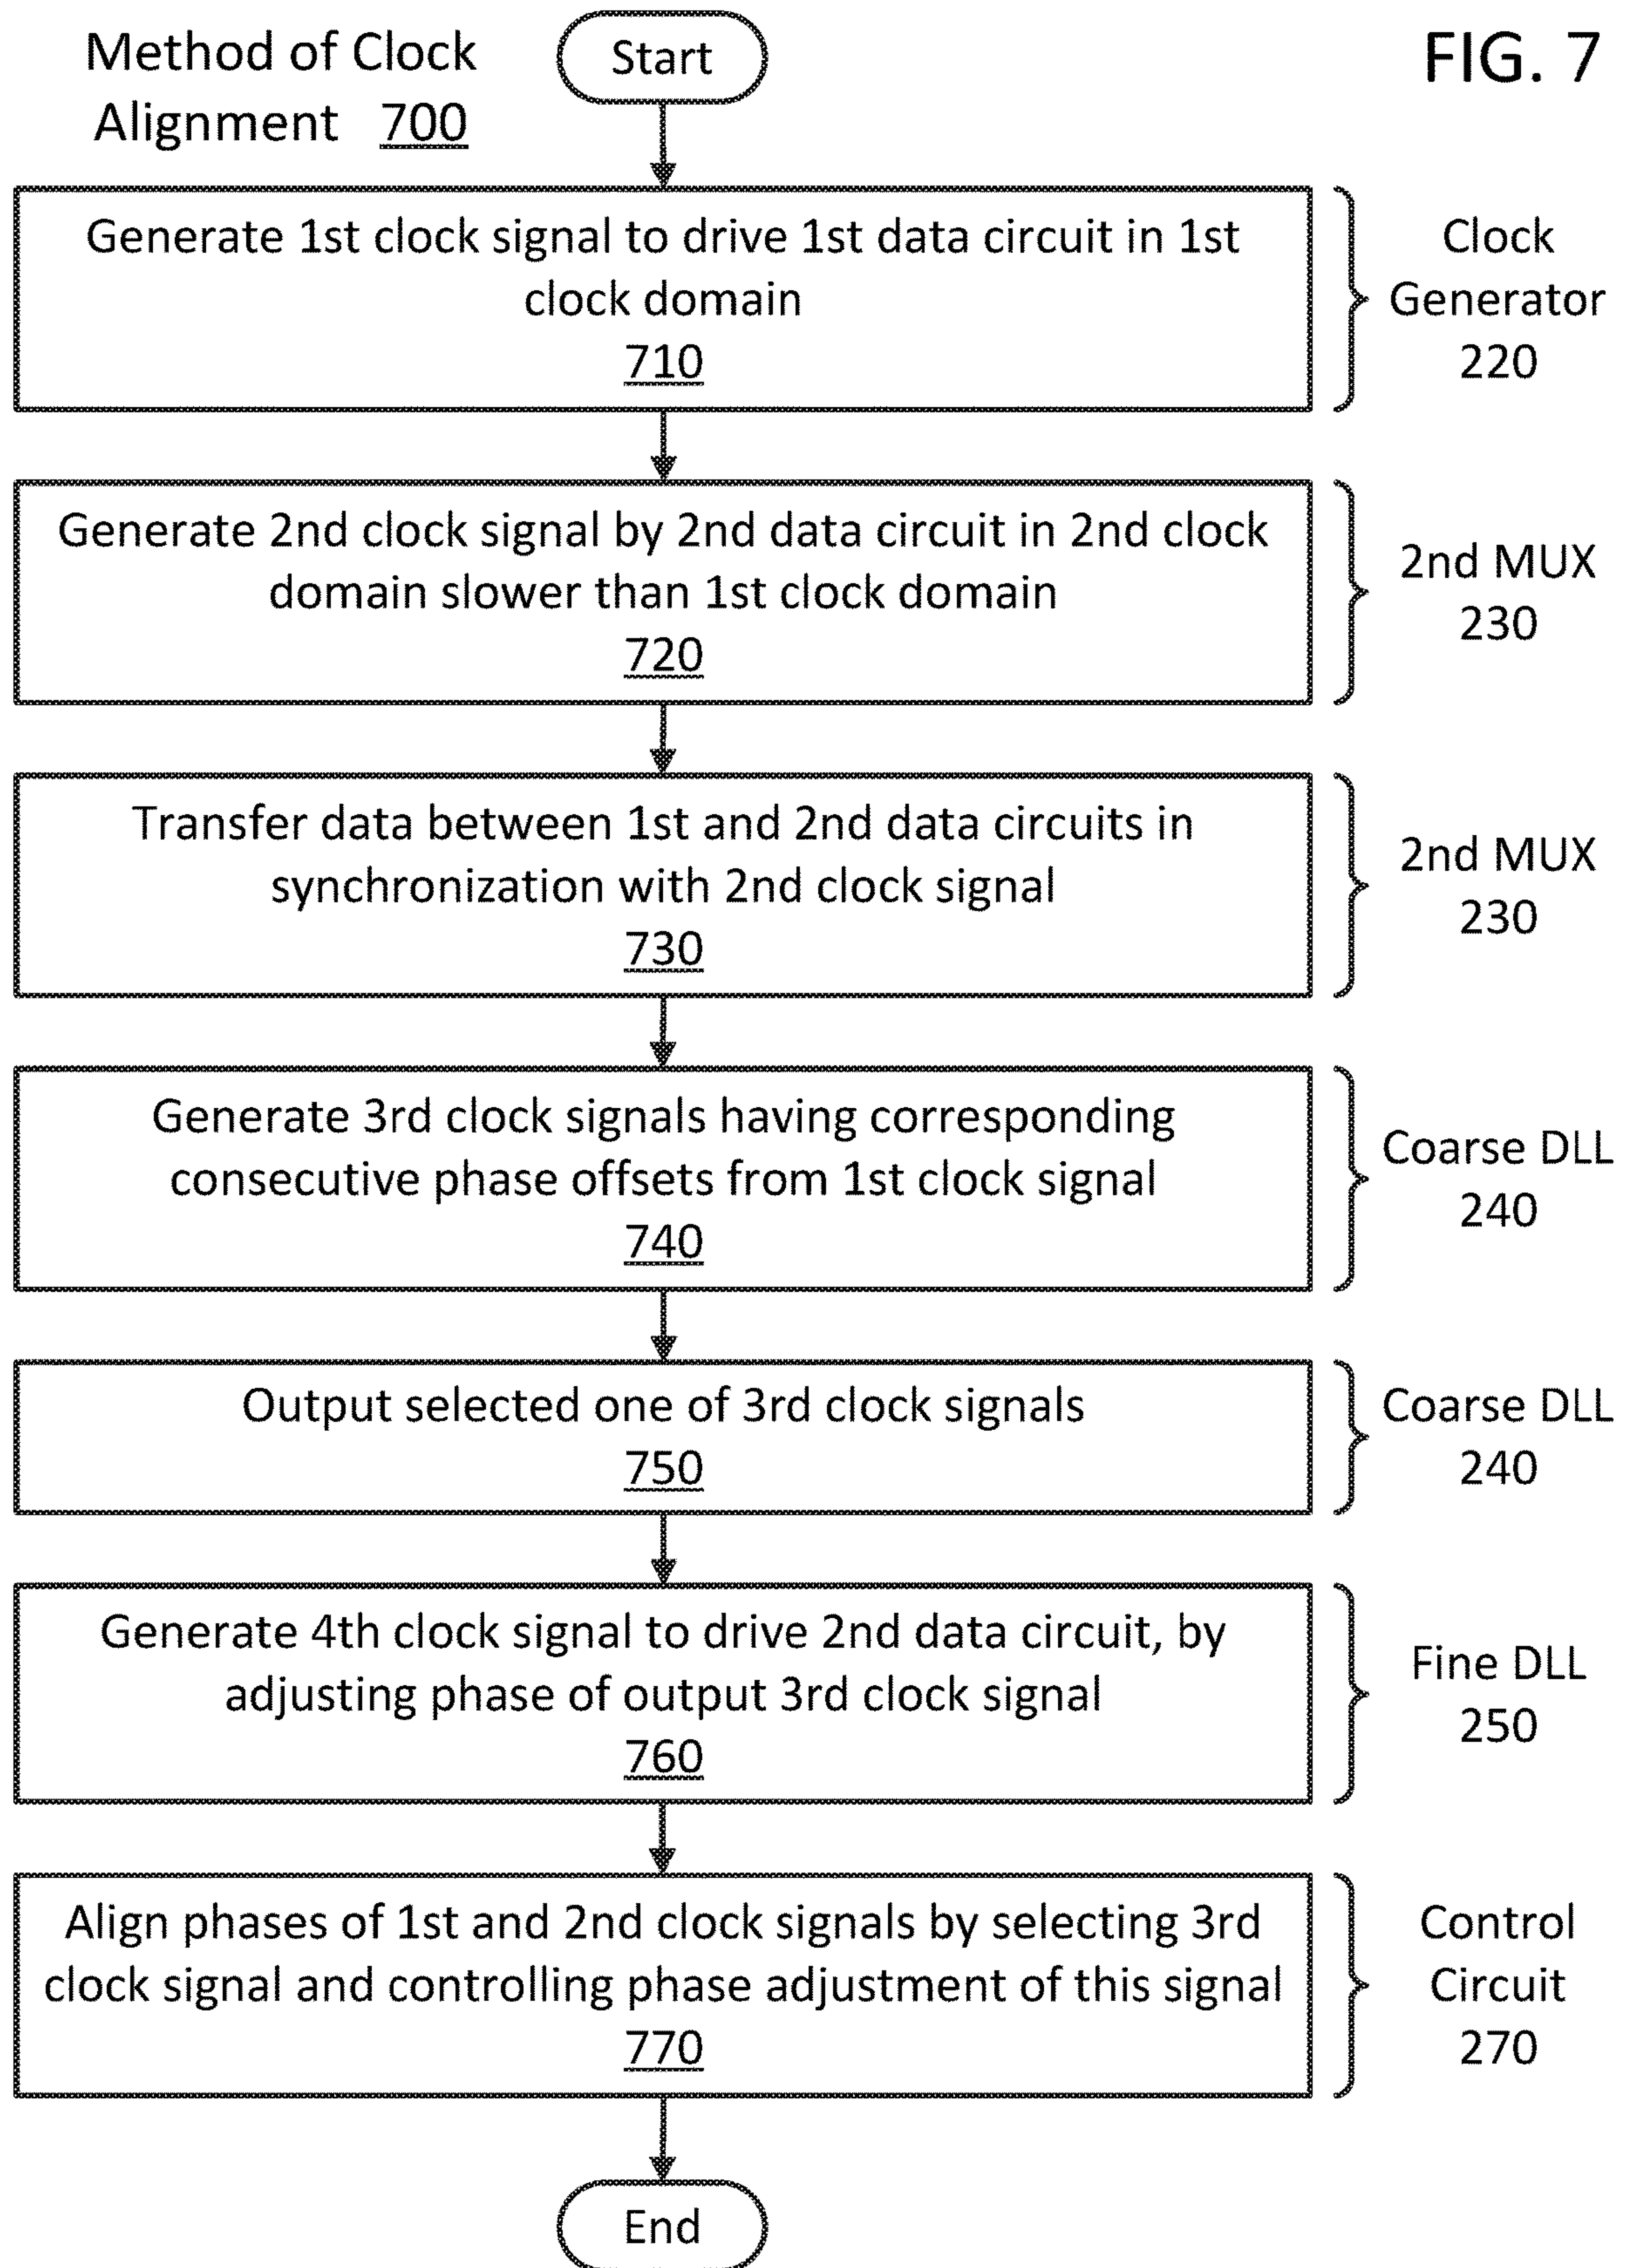 Method of Clock
Alignment 700
Start
FIG. 7
Generate 1st clock signal to drive 1st data circuit in 1st
clock domain
710
Clock
Generator
220
Generate 2nd clock signal by 2nd data circuit in 2nd clock
domain slower than 1st clock domain
720
2nd MUX
230
Transfer data between 1st and 2nd data circuits in
synchronization with 2nd clock signal
730
2nd MUX
230
Generate 3rd clock signals having corresponding
consecutive phase offsets from 1st clock signal
740
Coarse DLL
240
Output selected one of 3rd clock signals
750
Coarse DLL
240
Generate 4th clock signal to drive 2nd data circuit, by
adjusting phase of output 3rd clock signal
760
Fine DLL
250
Align phases of 1st and 2nd clock signals by selecting 3rd
clock signal and controlling phase adjustment of this signal
770
Control
Circuit
270
End